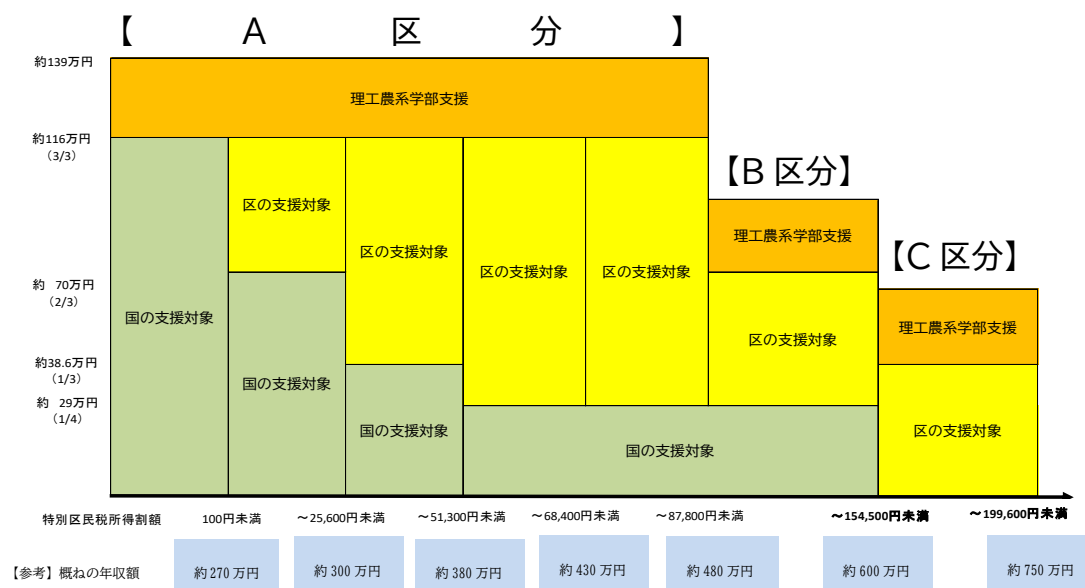 【 A 区 分 】
約139万円
理工農系学部支援
約116万円
(3/3)
【B 区分】
区の支援対象
理工農系学部支援
区の支援対象
区の支援対象
区の支援対象
【C 区分】
約 70万円
(2/3)
国の支援対象
理工農系学部支援
区の支援対象
約38.6万円
(1/3)
国の支援対象
約 29万円
(1/4)
国の支援対象
区の支援対象
国の支援対象
特別区民税所得割額 100円未満 ～25,600円未満 ～51,300円未満 ～68,400円未満 ～87,800円未満 ～154,500円未満 ～199,600円未満
【参考】概ねの年収額 約270 万円 約 300 万円 約 380 万円 約 430 万円 約 480 万円 約 600 万円 約 750 万円